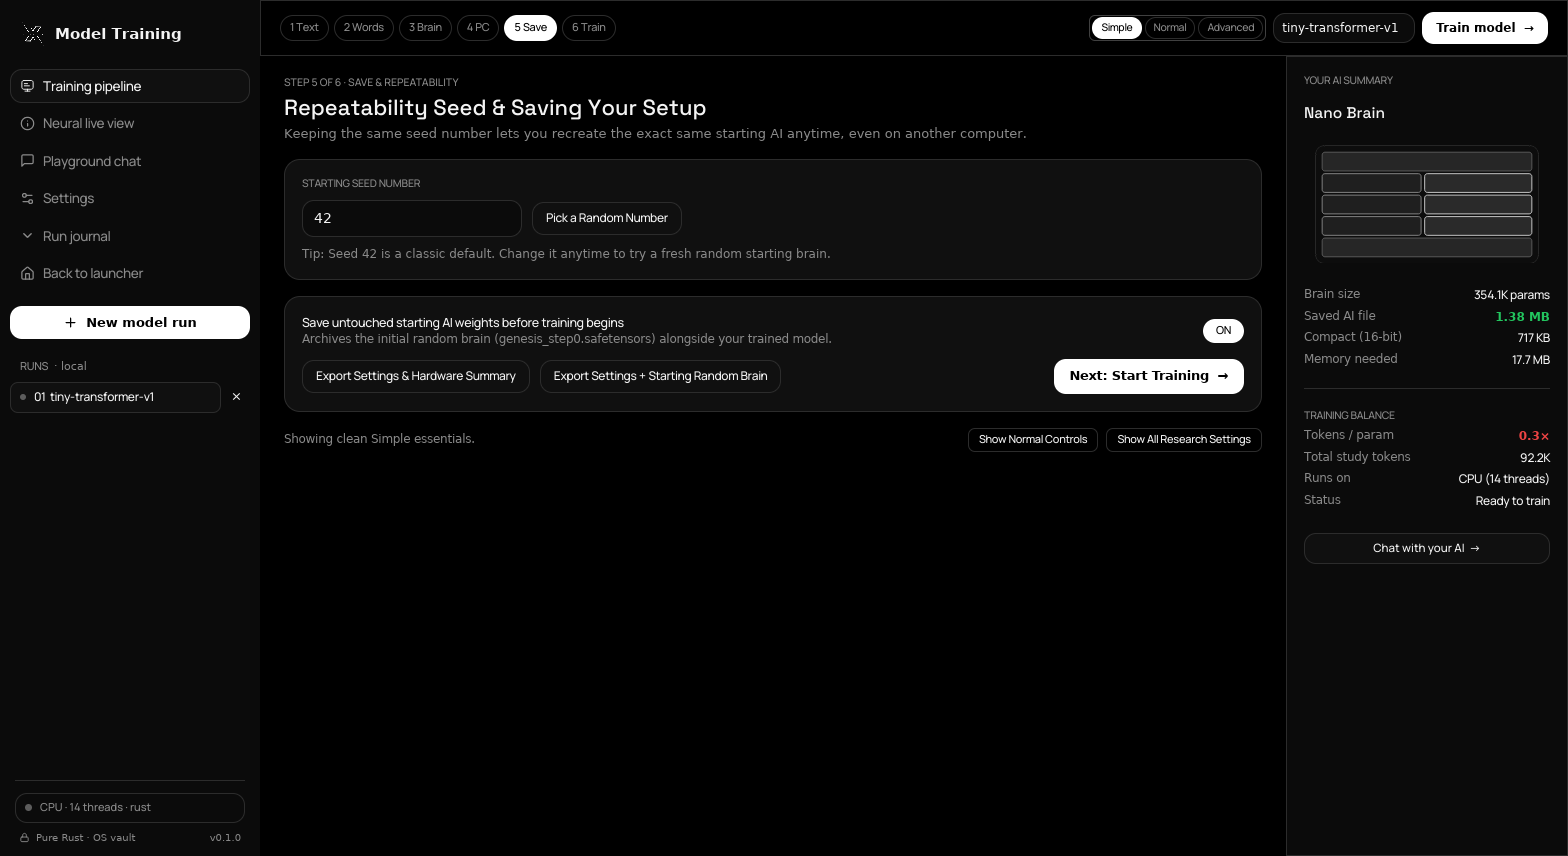 Model Training
Training pipeline
Neural live view
Playground chat
Settings
Run journal
Back to launcher
+ New model run
RUNS · local
01 tiny-transformer-v1 ×
CPU · 14 threads · rust
Pure Rust · OS vault v0.1.0
1 Text 2 Words 3 Brain 4 PC 5 Save 6 Train
Simple Normal Advanced tiny-transformer-v1 Train model →
STEP 5 OF 6 · SAVE & REPEATABILITY
Repeatability Seed & Saving Your Setup
Keeping the same seed number lets you recreate the exact same starting AI anytime, even on another computer.
STARTING SEED NUMBER
42 Pick a Random Number
Tip: Seed 42 is a classic default. Change it anytime to try a fresh random starting brain.
Save untouched starting AI weights before training begins
Archives the initial random brain (genesis_step0.safetensors) alongside your trained model.
ON
Export Settings & Hardware Summary Export Settings + Starting Random Brain Next: Start Training →
Showing clean Simple essentials. Show Normal Controls Show All Research Settings
YOUR AI SUMMARY
Nano Brain
Brain size 354.1K params
Saved AI file 1.38 MB
Compact (16-bit) 717 KB
Memory needed 17.7 MB
TRAINING BALANCE
Tokens / param 0.3×
Total study tokens 92.2K
Runs on CPU (14 threads)
Status Ready to train
Chat with your AI →